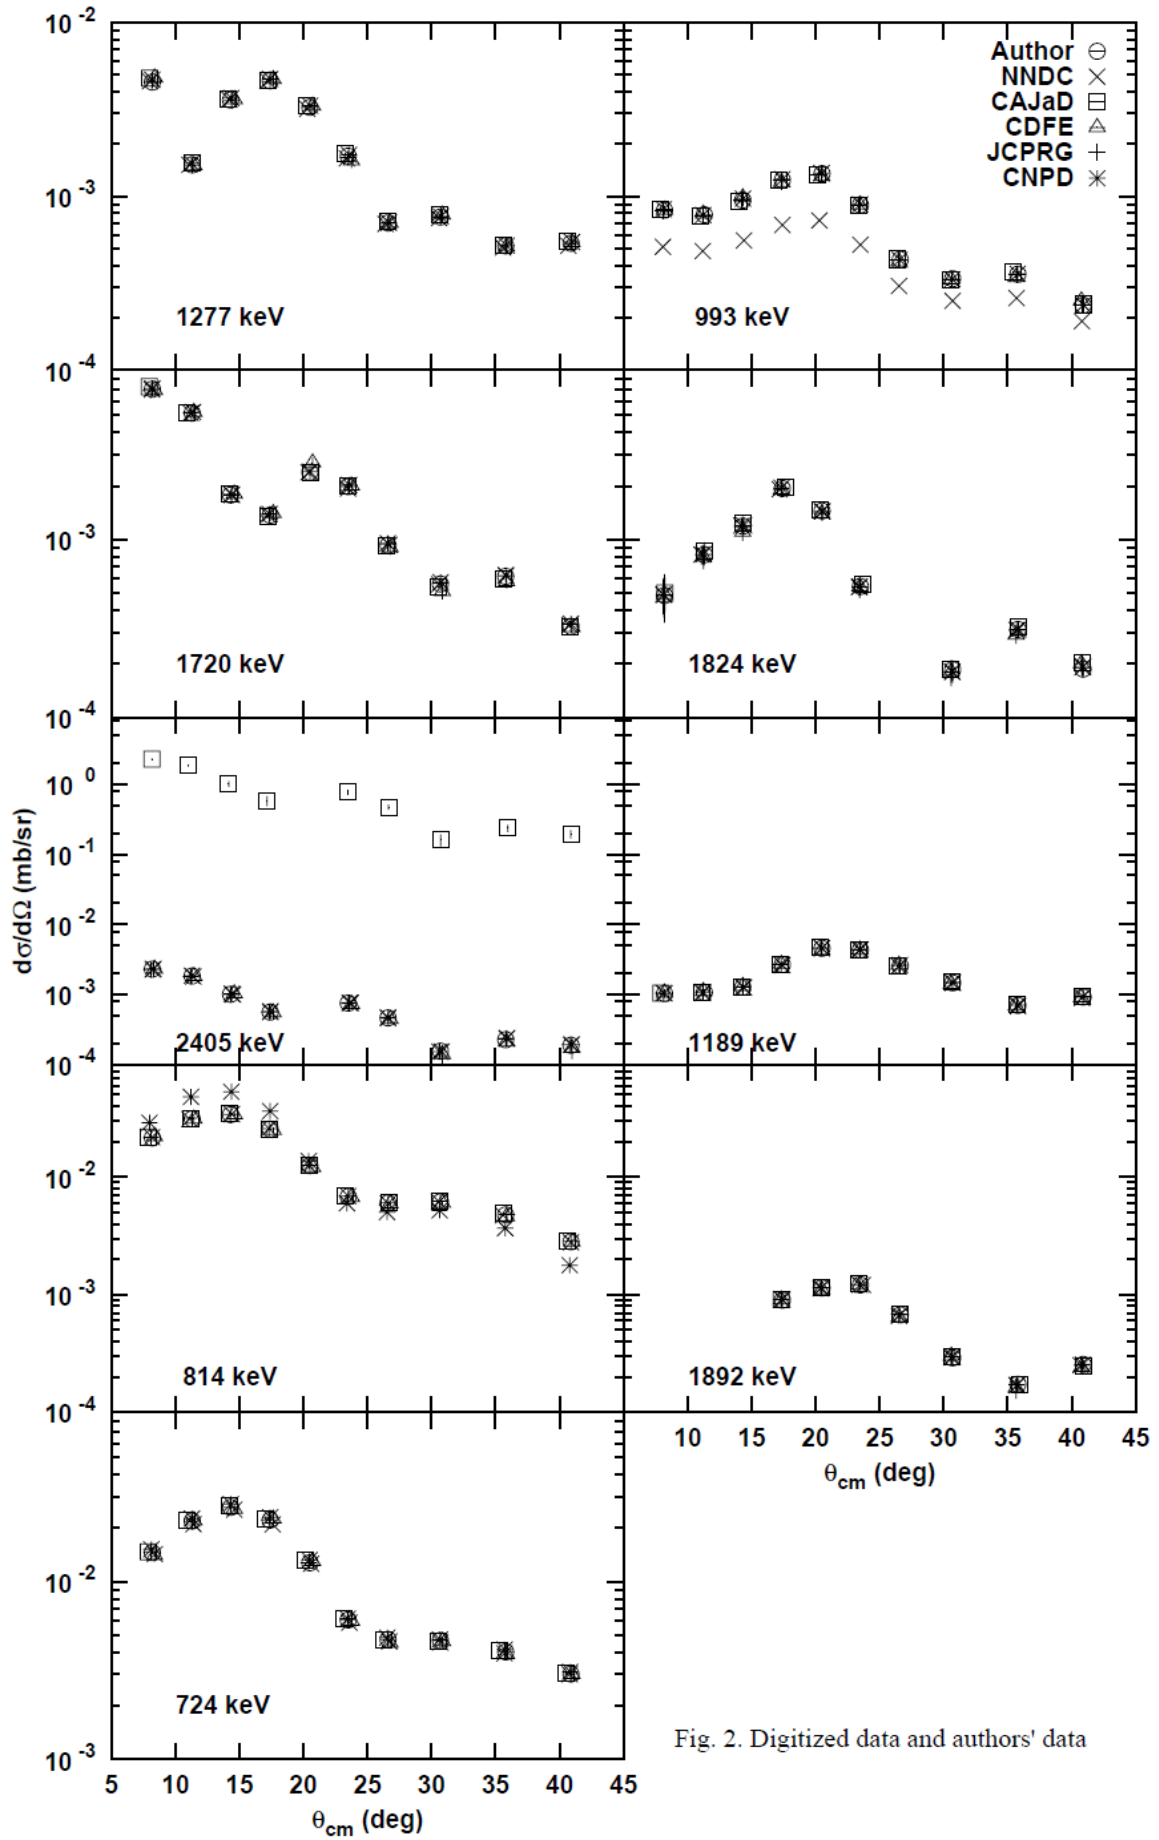 10 -2
Author
NNDC
CAJaD
CDFE
JCPRG
CNPD
10 -3
1277 keV
993 keV
10 -4
10 -3
1720 keV
1824 keV
10 -4
10 0
10 -1
10 -2
10 -3
2405 keV
1189 keV
10 -4
dσ/dΩ (mb/sr)
10 -2
10 -3
814 keV
1892 keV
10 -4
10 15 20 25 30 35 40 45
θcm (deg)
10 -2
724 keV
Fig. 2. Digitized data and authors' data
10 -3
5 10 15 20 25 30 35 40 45
θcm (deg)